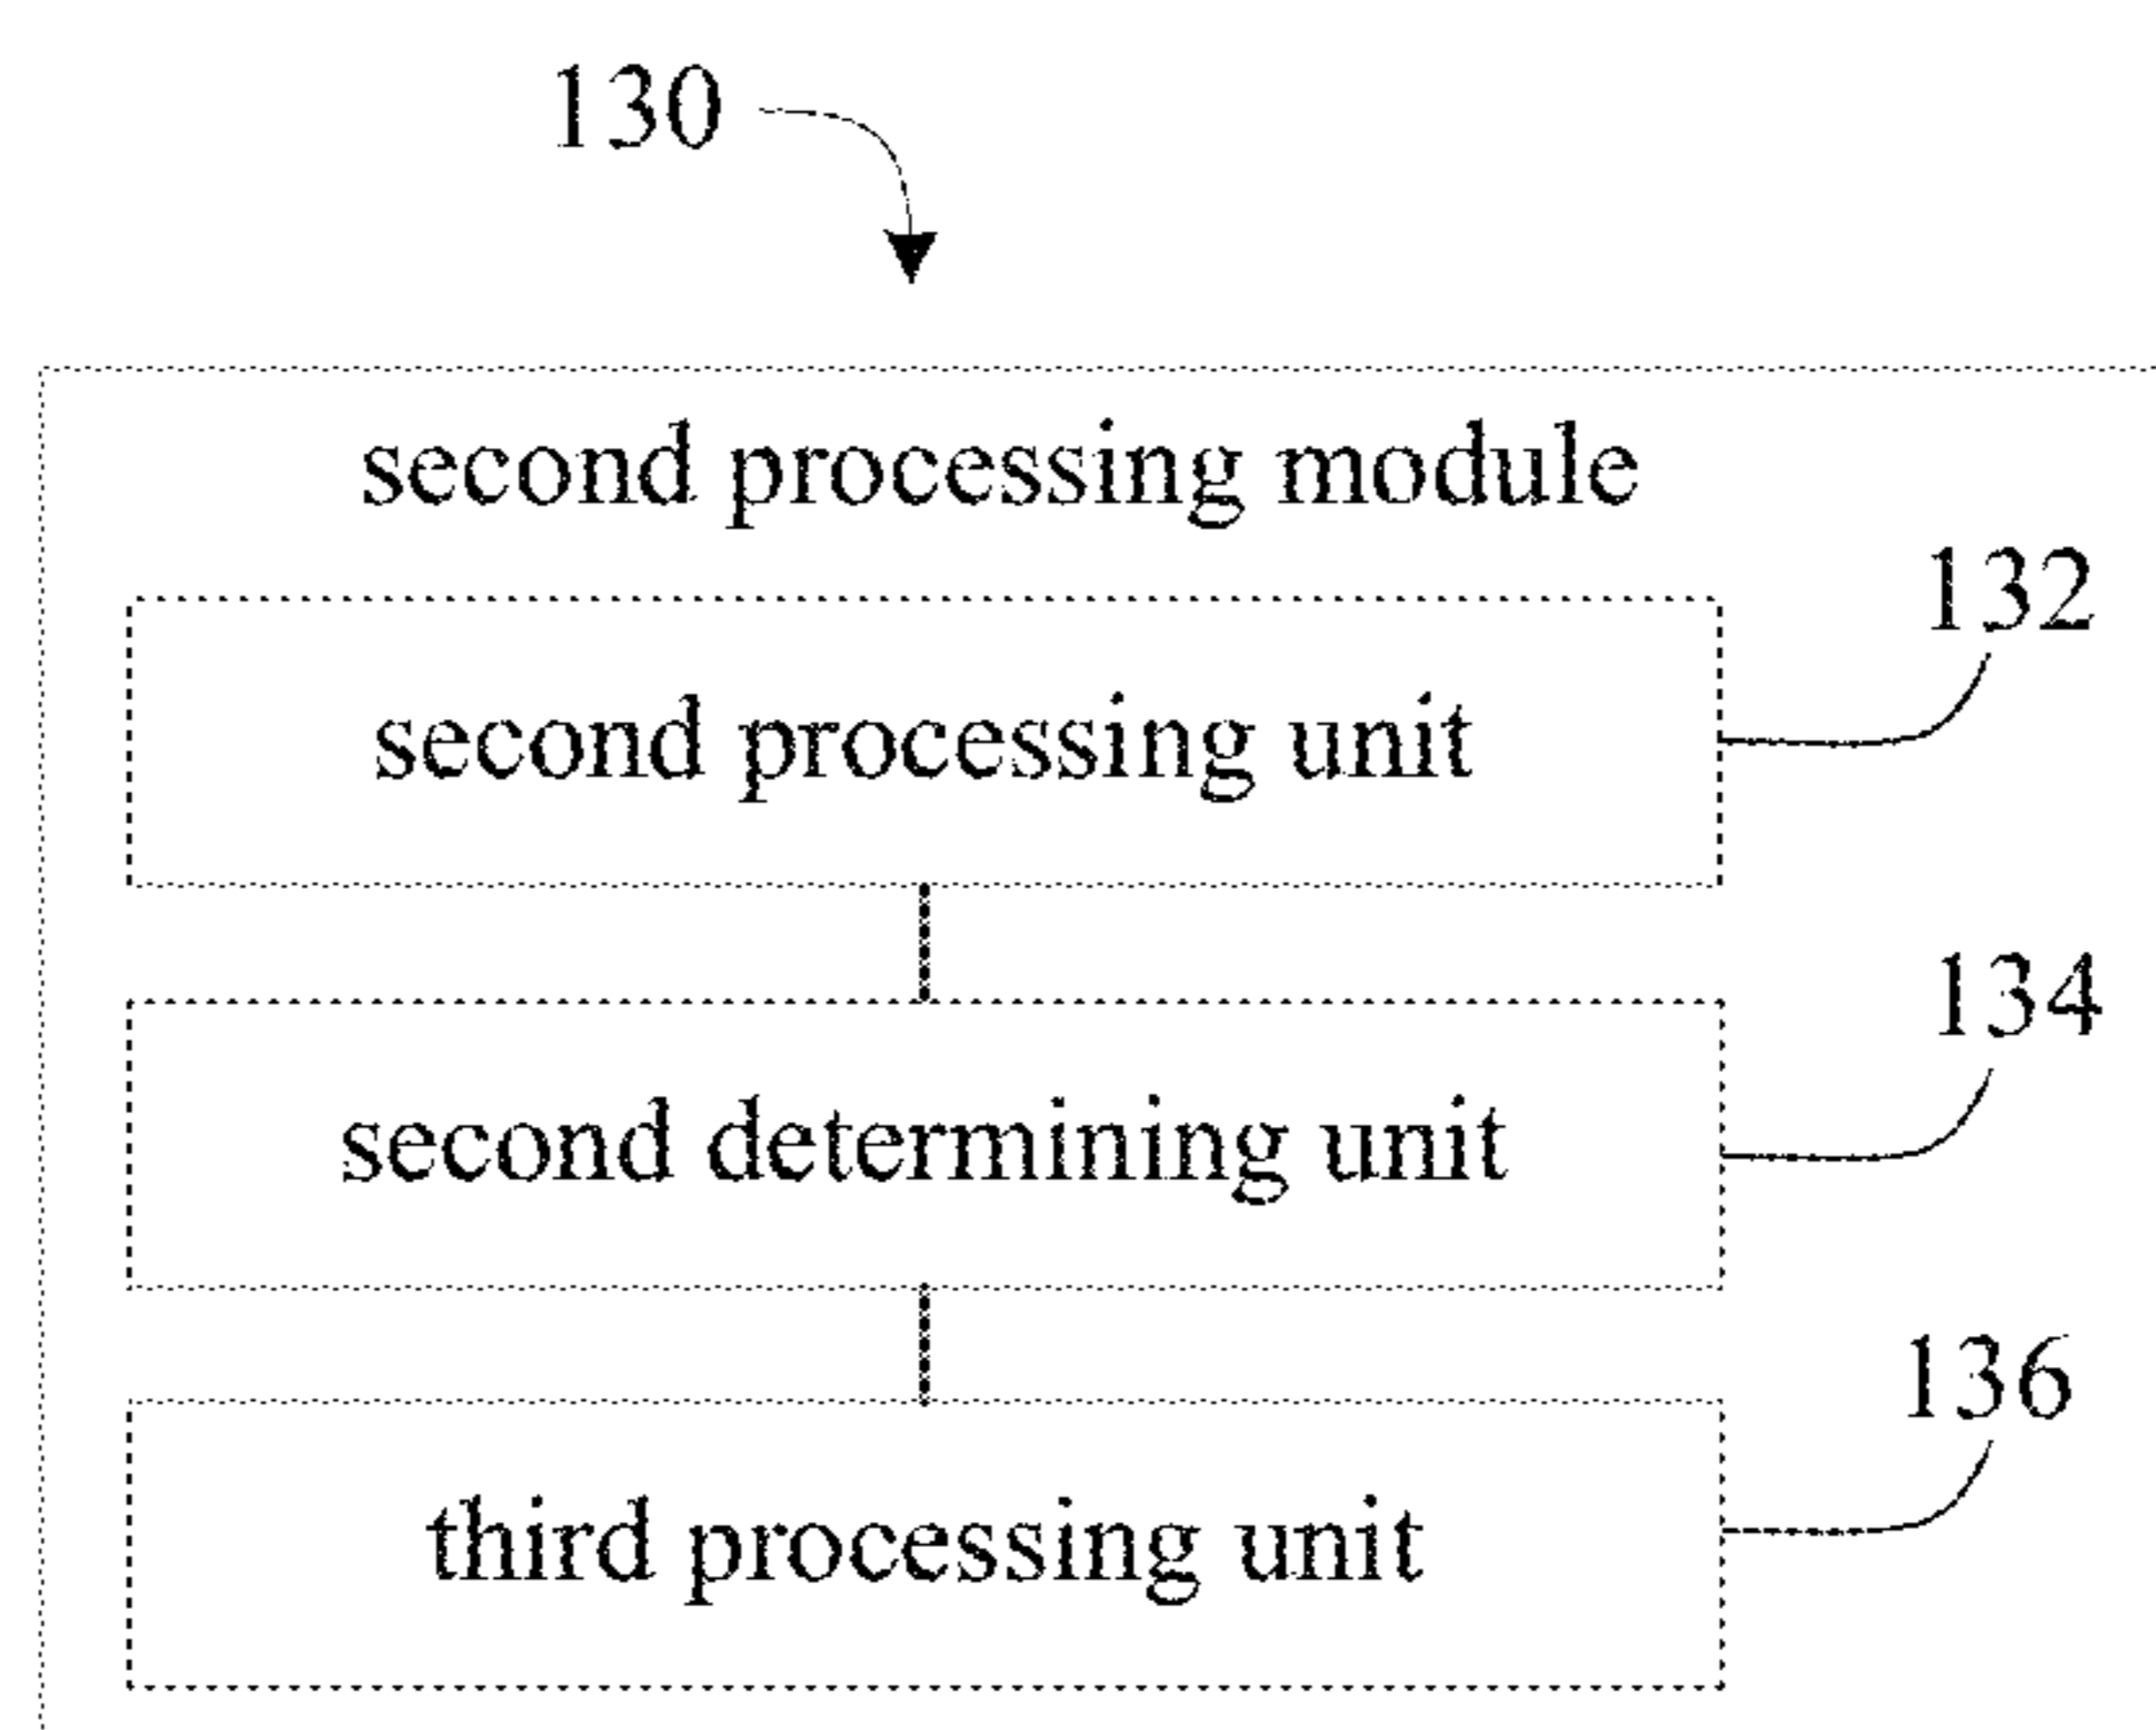 130
second processing module
132
second processing unit
134
second determining unit
136
third processing unit